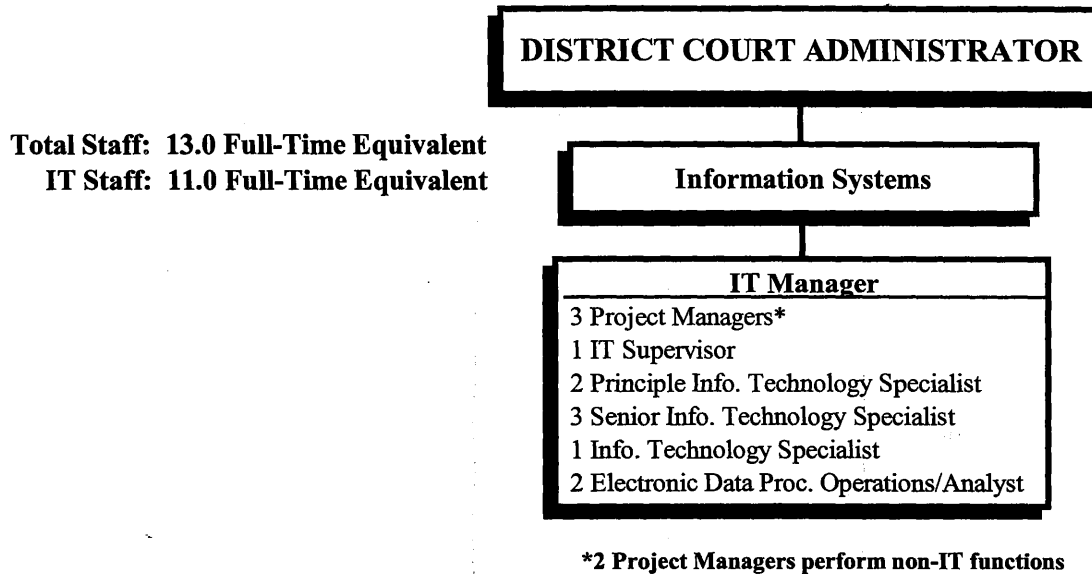 DISTRICT COURT ADMINISTRATOR
Total Staff: 13.0 Full-Time Equivalent
IT Staff: 11.0 Full-Time Equivalent
Information Systems
IT Manager
3 Project Managers*
1 IT Supervisor
2 Principle Info. Technology Specialist
3 Senior Info. Technology Specialist
1 Info. Technology Specialist
2 Electronic Data Proc. Operations/Analyst
*2 Project Managers perform non-IT functions